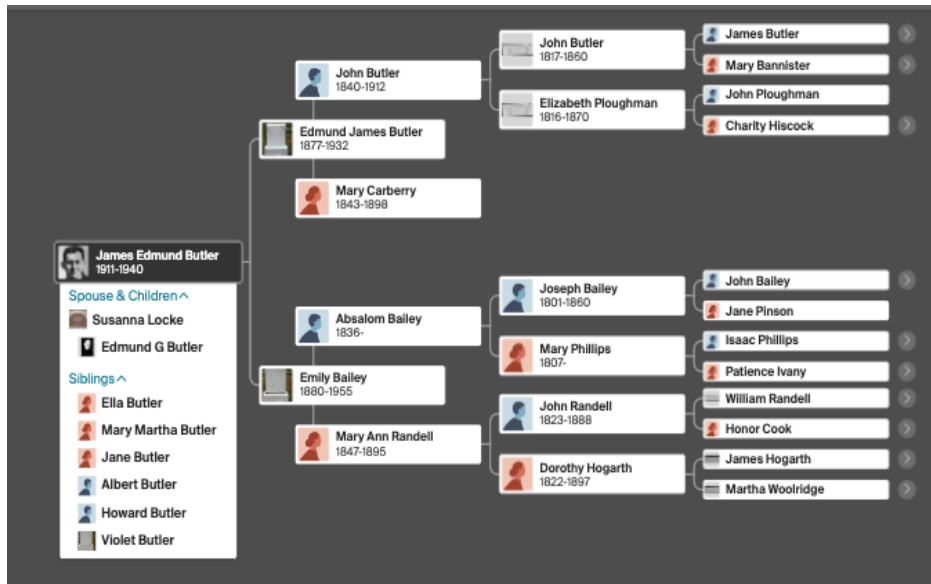 James Edmund Butler
1911-1940
Spouse & Children
Susanna Locke
Edmund G Butler
Siblings
Ella Butler
Mary Martha Butler
Jane Butler
Albert Butler
Howard Butler
Violet Butler
Edmund James Butler
1877-1932
Emily Bailey
1880-1955
John Butler
1840-1912
Mary Carberry
1843-1898
Absalom Bailey
1836-
Mary Ann Randell
1847-1895
John Butler
1817-1860
Elizabeth Ploughman
1816-1870
Joseph Bailey
1801-1860
Mary Phillips
1807-
John Randell
1823-1888
Dorothy Hogarth
1822-1897
James Butler
Mary Bannister
John Ploughman
Charity Hiscock
John Bailey
Jane Pinson
Isaac Phillips
Patience Ivany
William Randell
Honor Cook
James Hogarth
Martha Woolridge